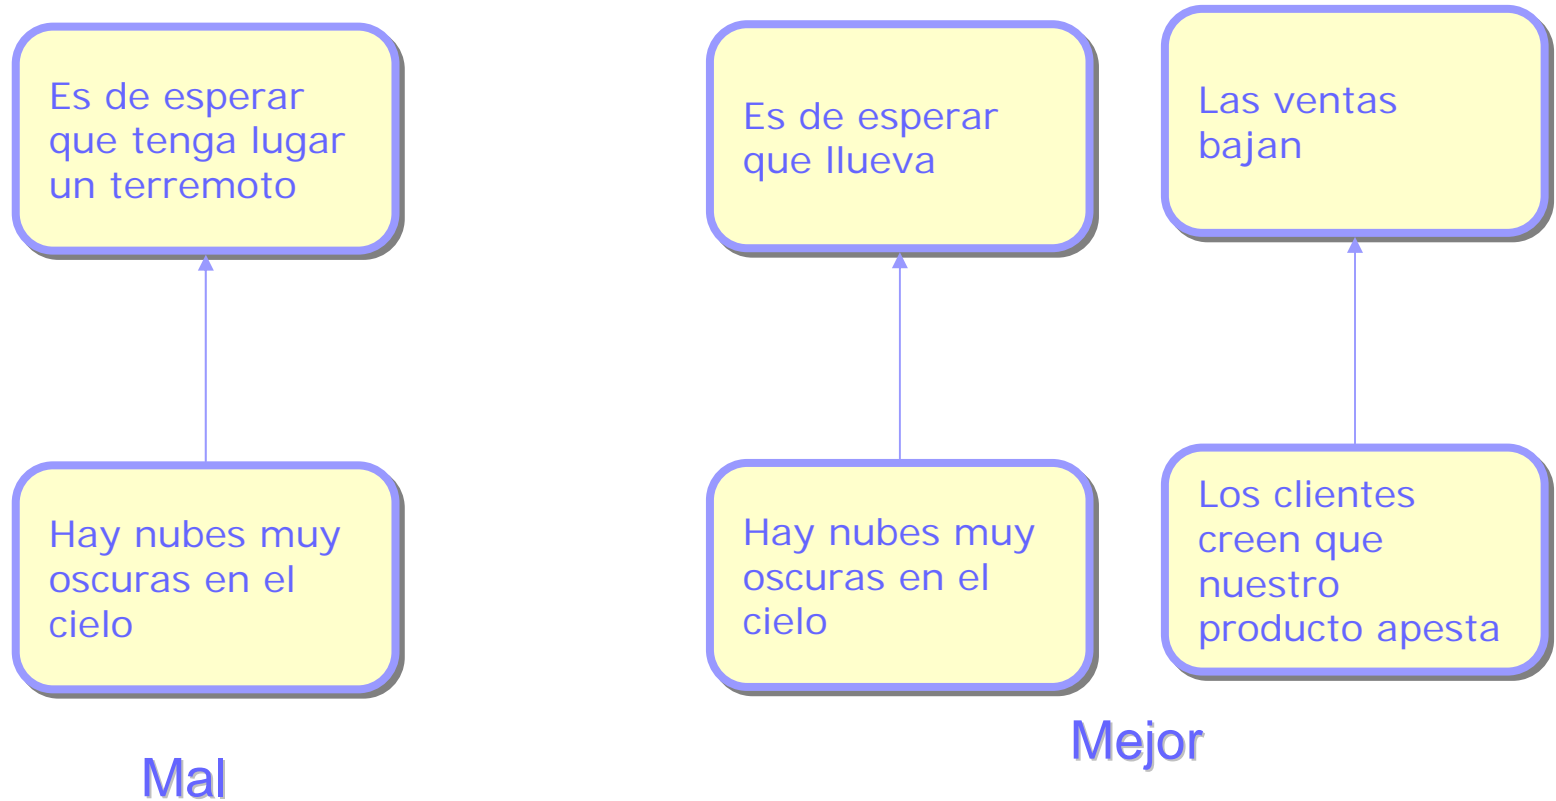 Es de esperar
que tenga lugar
un terremoto
Hay nubes muy
oscuras en el
cielo
Mal
Es de esperar
que llueva
Hay nubes muy
oscuras en el
cielo
Las ventas
bajan
Los clientes
creen que
nuestro
producto apesta
Mejor